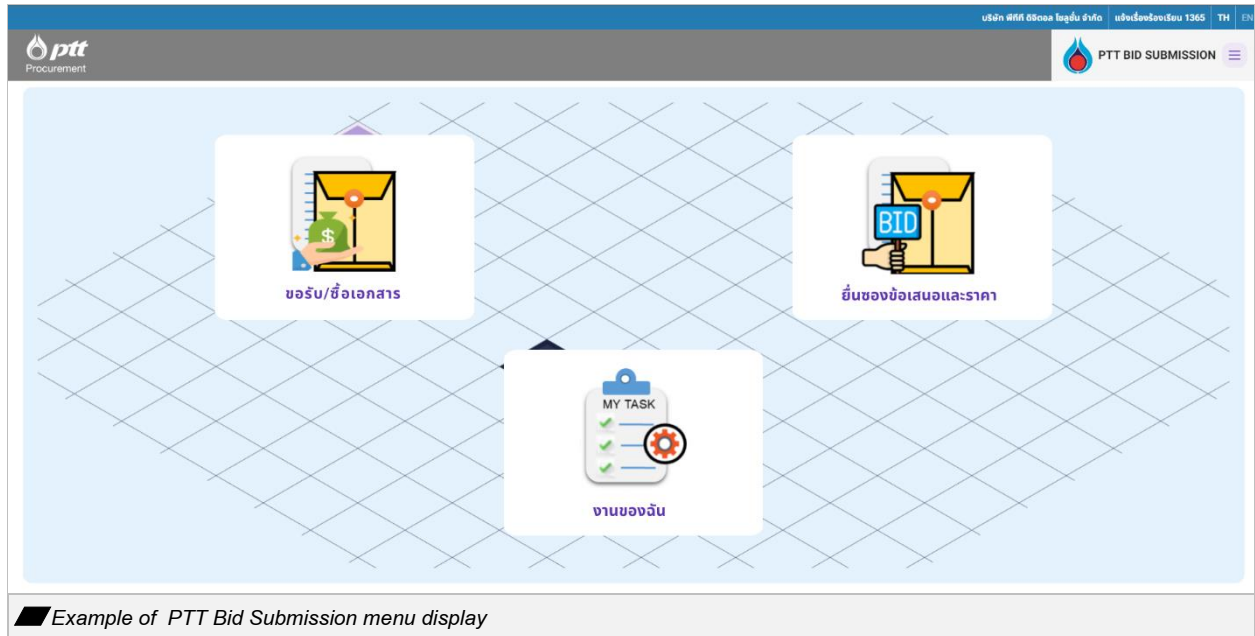 บริษัท พีทีที ดิจิตอล โซลูชั่น จำกัด แจ้งเรื่องร้องเรียน 1365 TH EN
ptt
Procurement
PTT BID SUBMISSION
$
BID
ขอรับ/ซื้อเอกสาร
ยื่นซองข้อเสนอและราคา
MY TASK
งานของฉัน
Example of PTT Bid Submission menu display